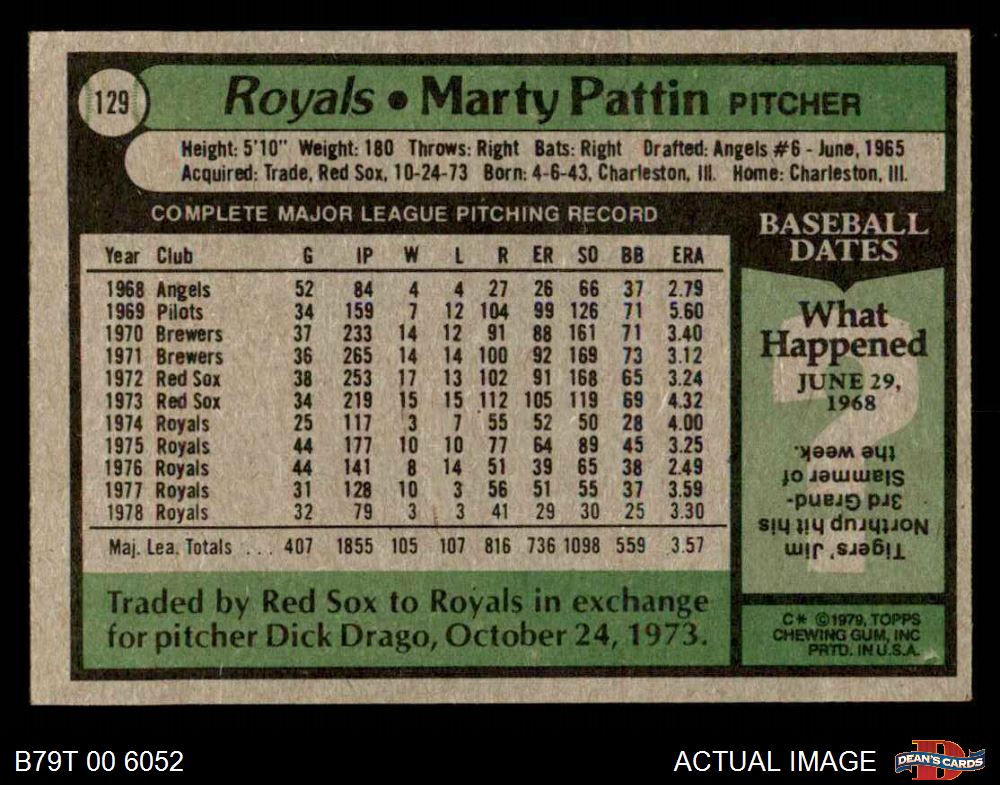 129
Royals • Marty Pattin PITCHER
Height: 5'10" Weight: 180 Throws: Right Bats: Right Drafted: Angels #6 - June, 1965
Acquired: Trade, Red Sox, 10-24-73 Born: 4-6-43, Charleston, Ill. Home: Charleston, Ill.
COMPLETE MAJOR LEAGUE PITCHING RECORD
Year Club G IP W L R ER SO BB ERA
1968 Angels 52 84 4 4 27 26 66 37 2.79
1969 Pilots 34 159 7 12 104 99 126 71 5.60
1970 Brewers 37 233 14 12 91 88 161 71 3.40
1971 Brewers 36 265 14 14 100 92 169 73 3.12
1972 Red Sox 38 253 17 13 102 91 168 65 3.24
1973 Red Sox 34 219 15 15 112 105 119 69 4.32
1974 Royals 25 117 3 7 55 52 50 28 4.00
1975 Royals 44 177 10 10 77 64 89 45 3.25
1976 Royals 44 141 8 14 51 39 65 38 2.49
1977 Royals 31 128 10 3 56 51 55 37 3.59
1978 Royals 32 79 3 3 41 29 30 25 3.30
Maj. Lea. Totals . . . 407 1855 105 107 816 736 1098 559 3.57
Traded by Red Sox to Royals in exchange
for pitcher Dick Drago, October 24, 1973.
BASEBALL
DATES
What
Happened
JUNE 29,
1968
Tigers' Jim
Northrup hit his
3rd Grand-
Slammer of
the week.
C* ©1979, TOPPS
CHEWING GUM, INC
PRTD. IN U.S.A.
B79T 00 6052
ACTUAL IMAGE
DEAN'S CARDS